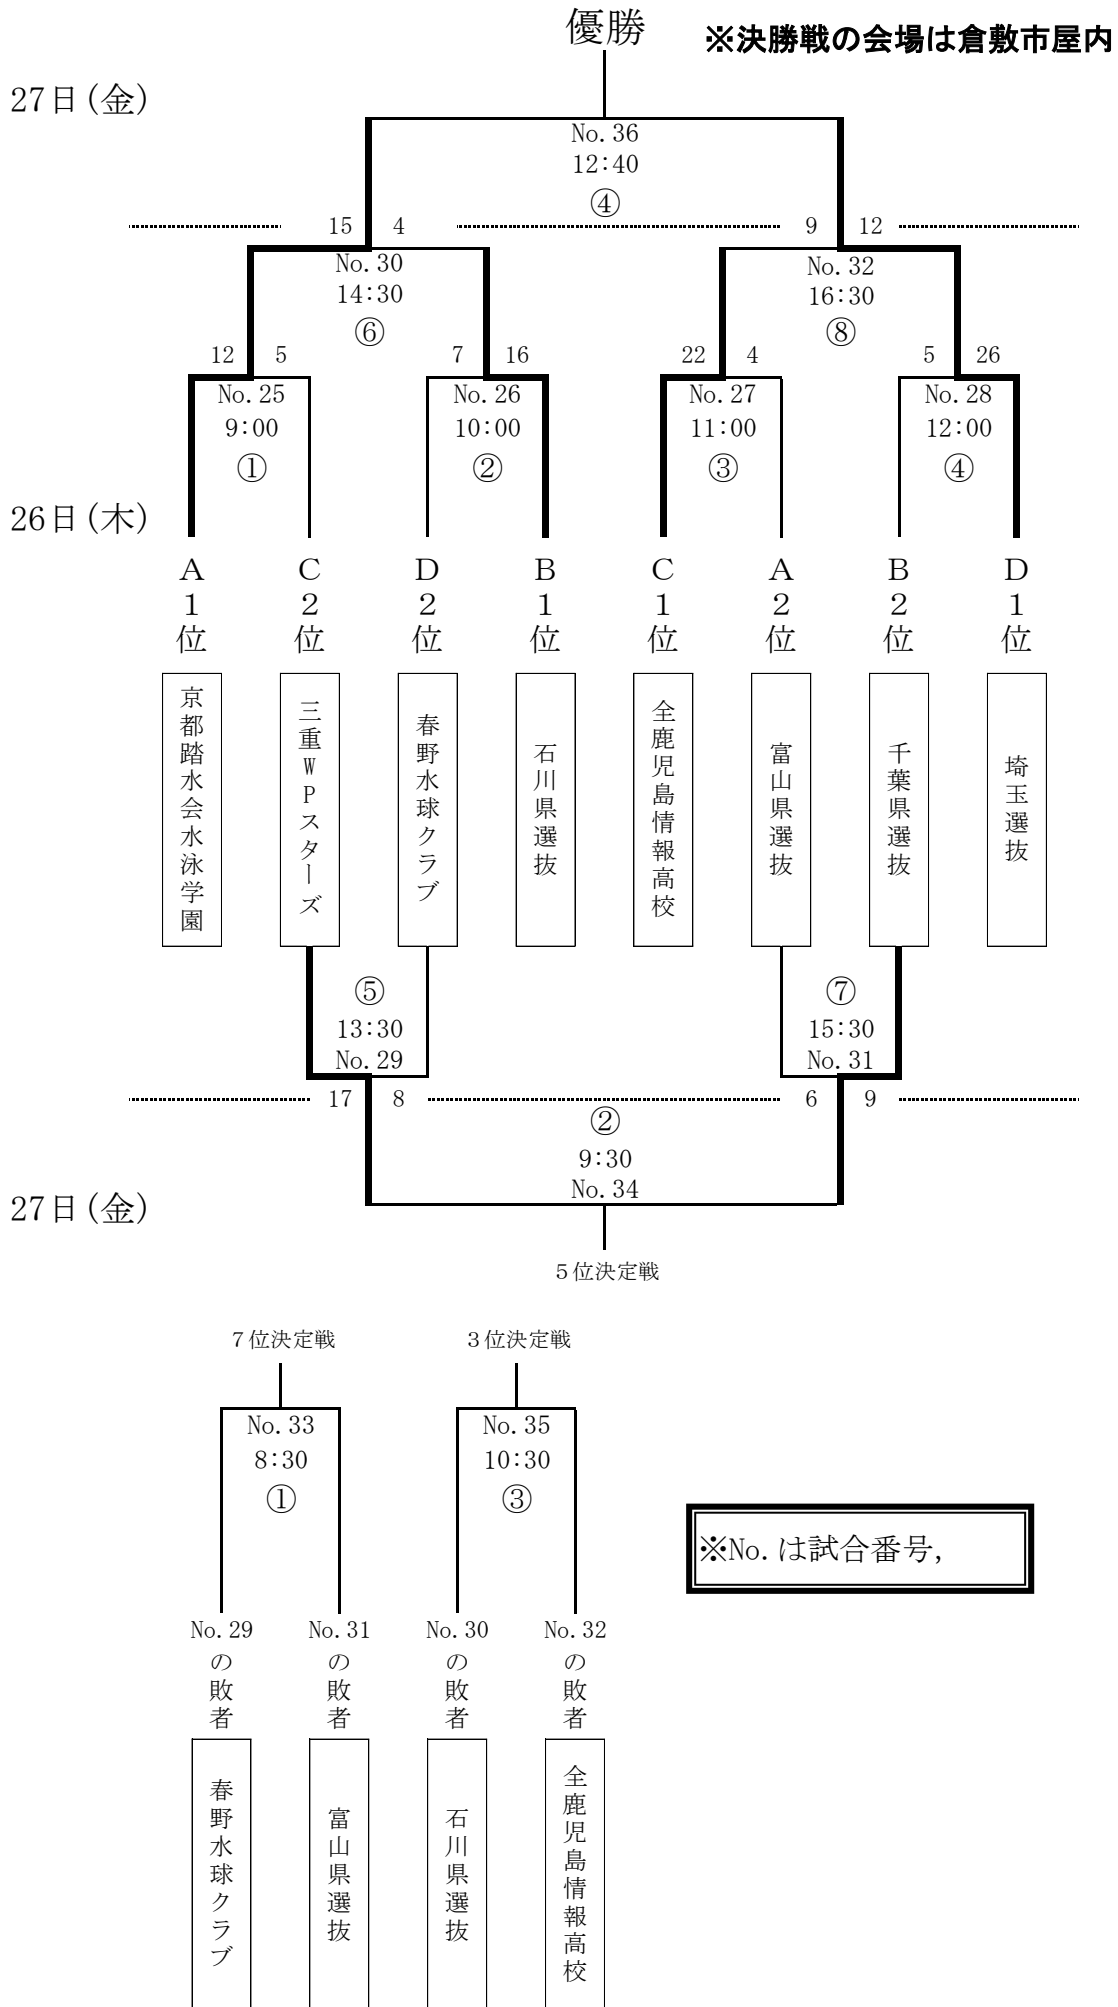 優勝
※決勝戦の会場は倉敷市屋内
27日(金)
No.36
12:40
④
15 4
9 12
No.30
14:30
⑥
No.32
16:30
⑧
12 5
7 16
22 4
5 26
No.25
9:00
①
No.26
10:00
②
No.27
11:00
③
No.28
12:00
④
26日(木)
A1位
C2位
D2位
B1位
C1位
A2位
B2位
D1位
京都踏水会水泳学園
三重WPスターズ
春野水球クラブ
石川県選抜
全鹿児島情報高校
富山県選抜
千葉県選抜
埼玉選抜
⑤
13:30
No.29
⑦
15:30
No.31
17 8
6 9
②
9:30
No.34
27日(金)
5位決定戦
7位決定戦
3位決定戦
No.33
8:30
①
No.35
10:30
③
※No.は試合番号,
No.29の敗者
No.31の敗者
No.30の敗者
No.32の敗者
春野水球クラブ
富山県選抜
石川県選抜
全鹿児島情報高校